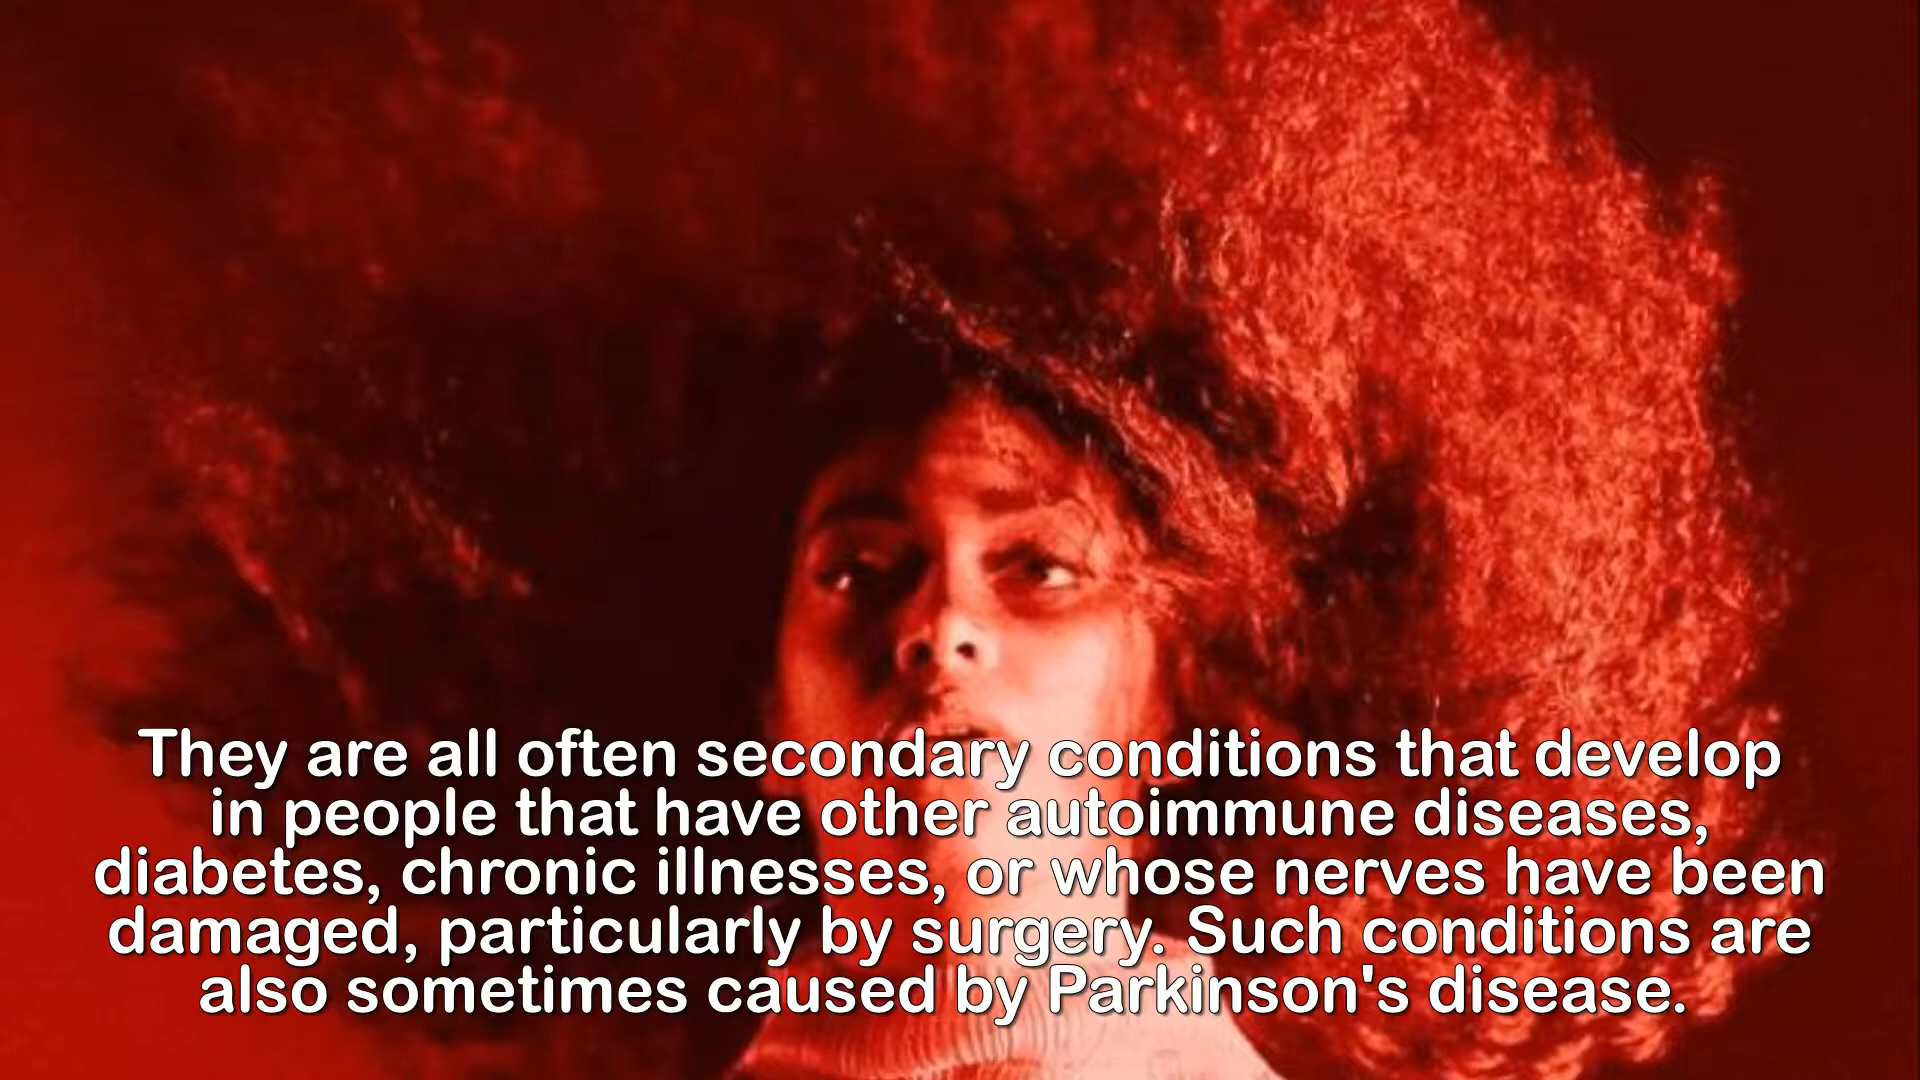 They are all often secondary conditions that develop
in people that have other autoimmune diseases,
diabetes, chronic illnesses, or whose nerves have been
damaged, particularly by surgery. Such conditions are
also sometimes caused by Parkinson's disease.